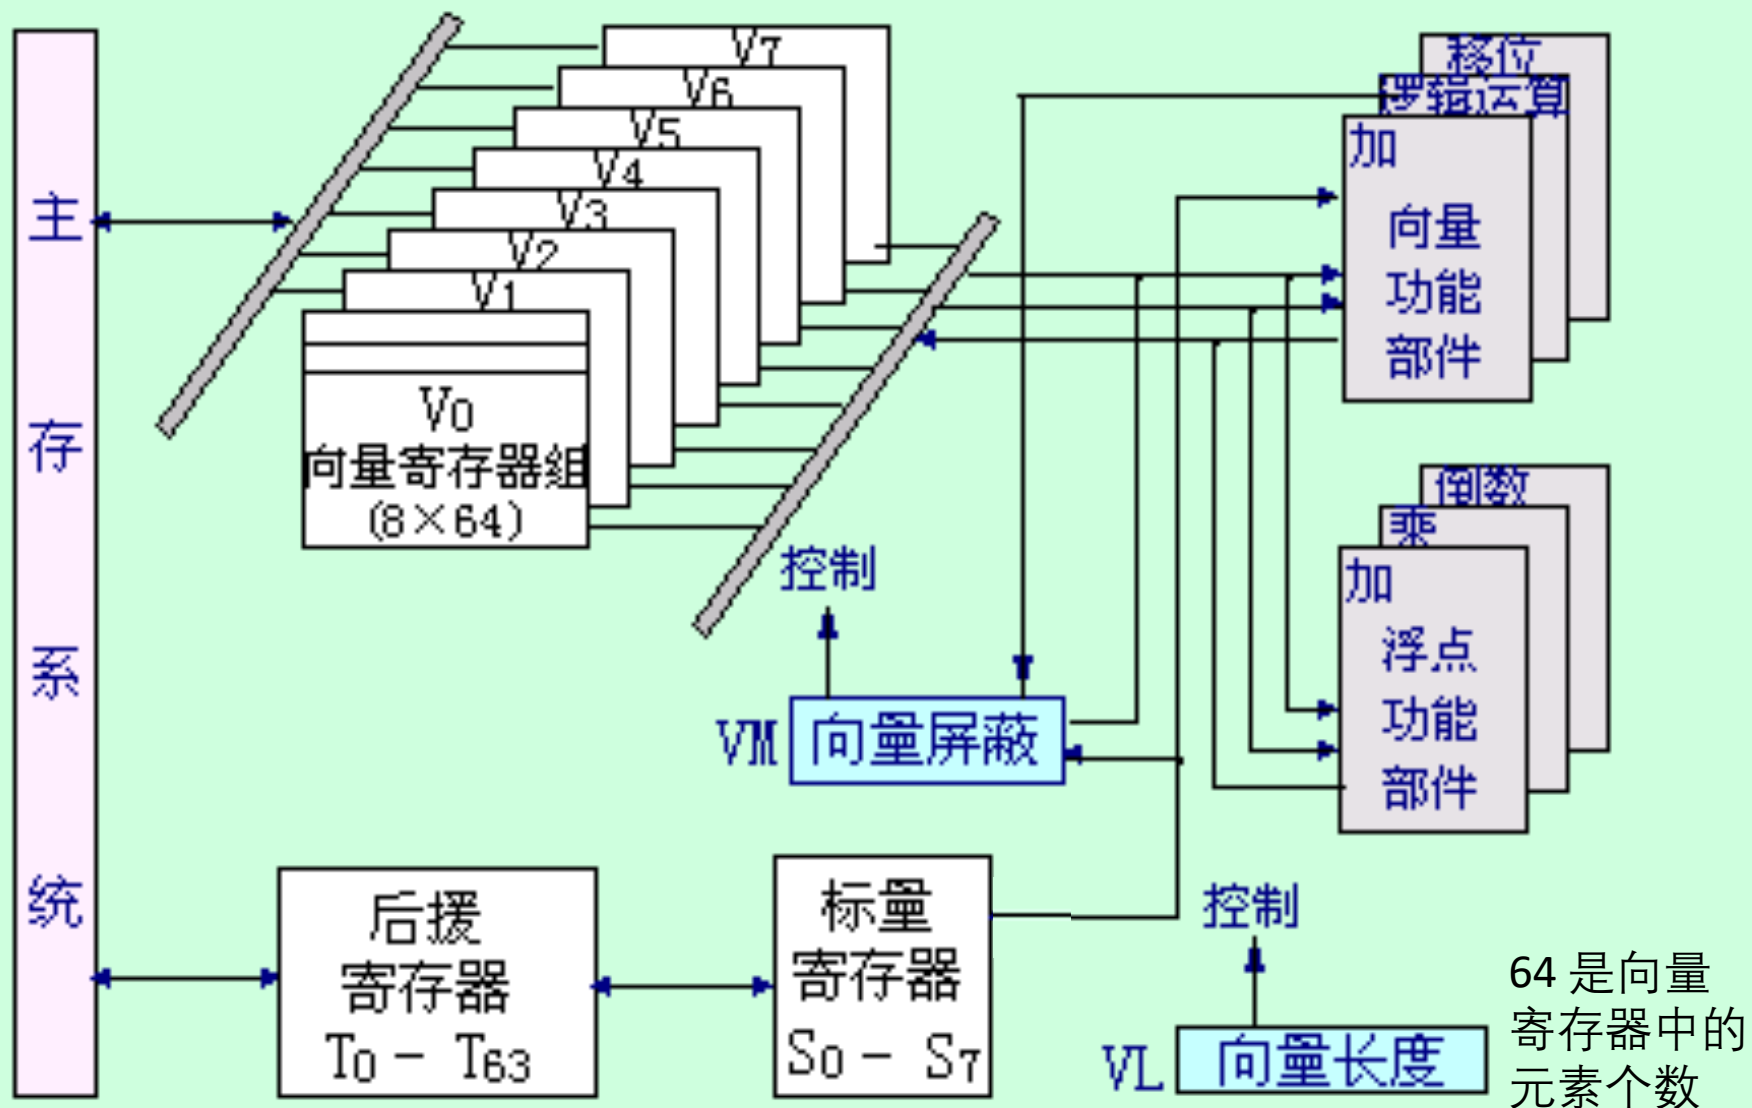 主
存
系
统
V7
V6
V5
V4
V3
V2
V1
V0
向量寄存器组
(8×64)
移位
逻辑运算
加
向量
功能
部件
倒数
乘
加
浮点
功能
部件
控制
VM 向量屏蔽
后援
寄存器
T0 - T63
标量
寄存器
S0 - S7
控制
VL 向量长度
64 是向量
寄存器中的
元素个数